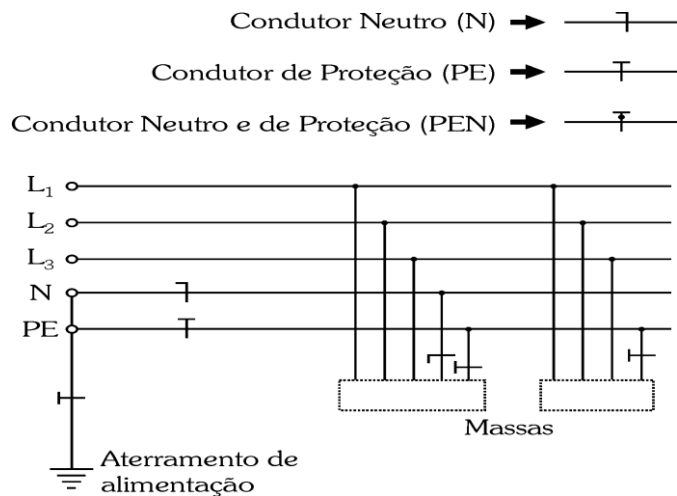 Condutor Neutro (N)
Condutor de Proteção (PE)
Condutor Neutro e de Proteção (PEN)
L1
L2
L3
N
PE
Massas
Aterramento de
alimentação